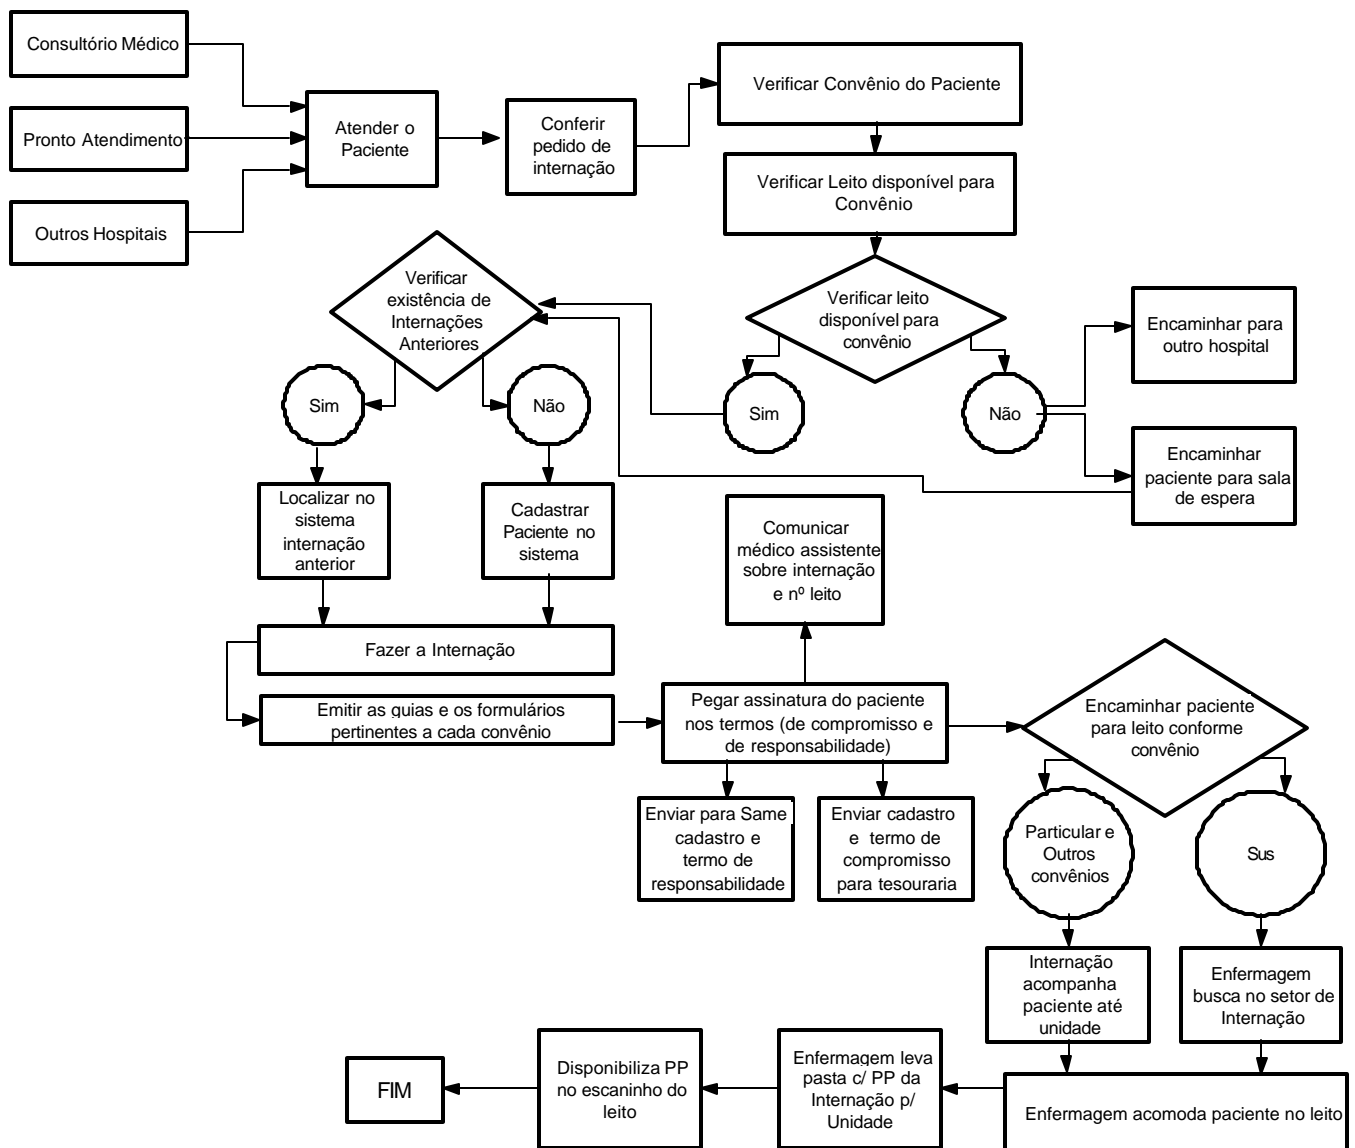 Consultório Médico
Pronto Atendimento
Outros Hospitais
Atender o
Paciente
Conferir
pedido de
internação
Verificar Convênio do Paciente
Verificar Leito disponível para
Convênio
Verificar leito
disponível para
convênio
Sim
Não
Encaminhar para
outro hospital
Encaminhar
paciente para sala
de espera
Verificar
existência de
Internações
Anteriores
Sim
Não
Localizar no
sistema
internação
anterior
Cadastrar
Paciente no
sistema
Fazer a Internação
Emitir as guias e os formulários
pertinentes a cada convênio
Comunicar
médico assistente
sobre internação
e nº leito
Pegar assinatura do paciente
nos termos (de compromisso e
de responsabilidade)
Enviar para Same
cadastro e
termo de
responsabilidade
Enviar cadastro
e termo de
compromisso
para tesouraria
Encaminhar paciente
para leito conforme
convênio
Particular e
Outros
convênios
Sus
Internação
acompanha
paciente até
unidade
Enfermagem
busca no setor de
Internação
Enfermagem acomoda paciente no leito
Enfermagem leva
pasta c/ PP da
Internação p/
Unidade
Disponibiliza PP
no escaninho do
leito
FIM